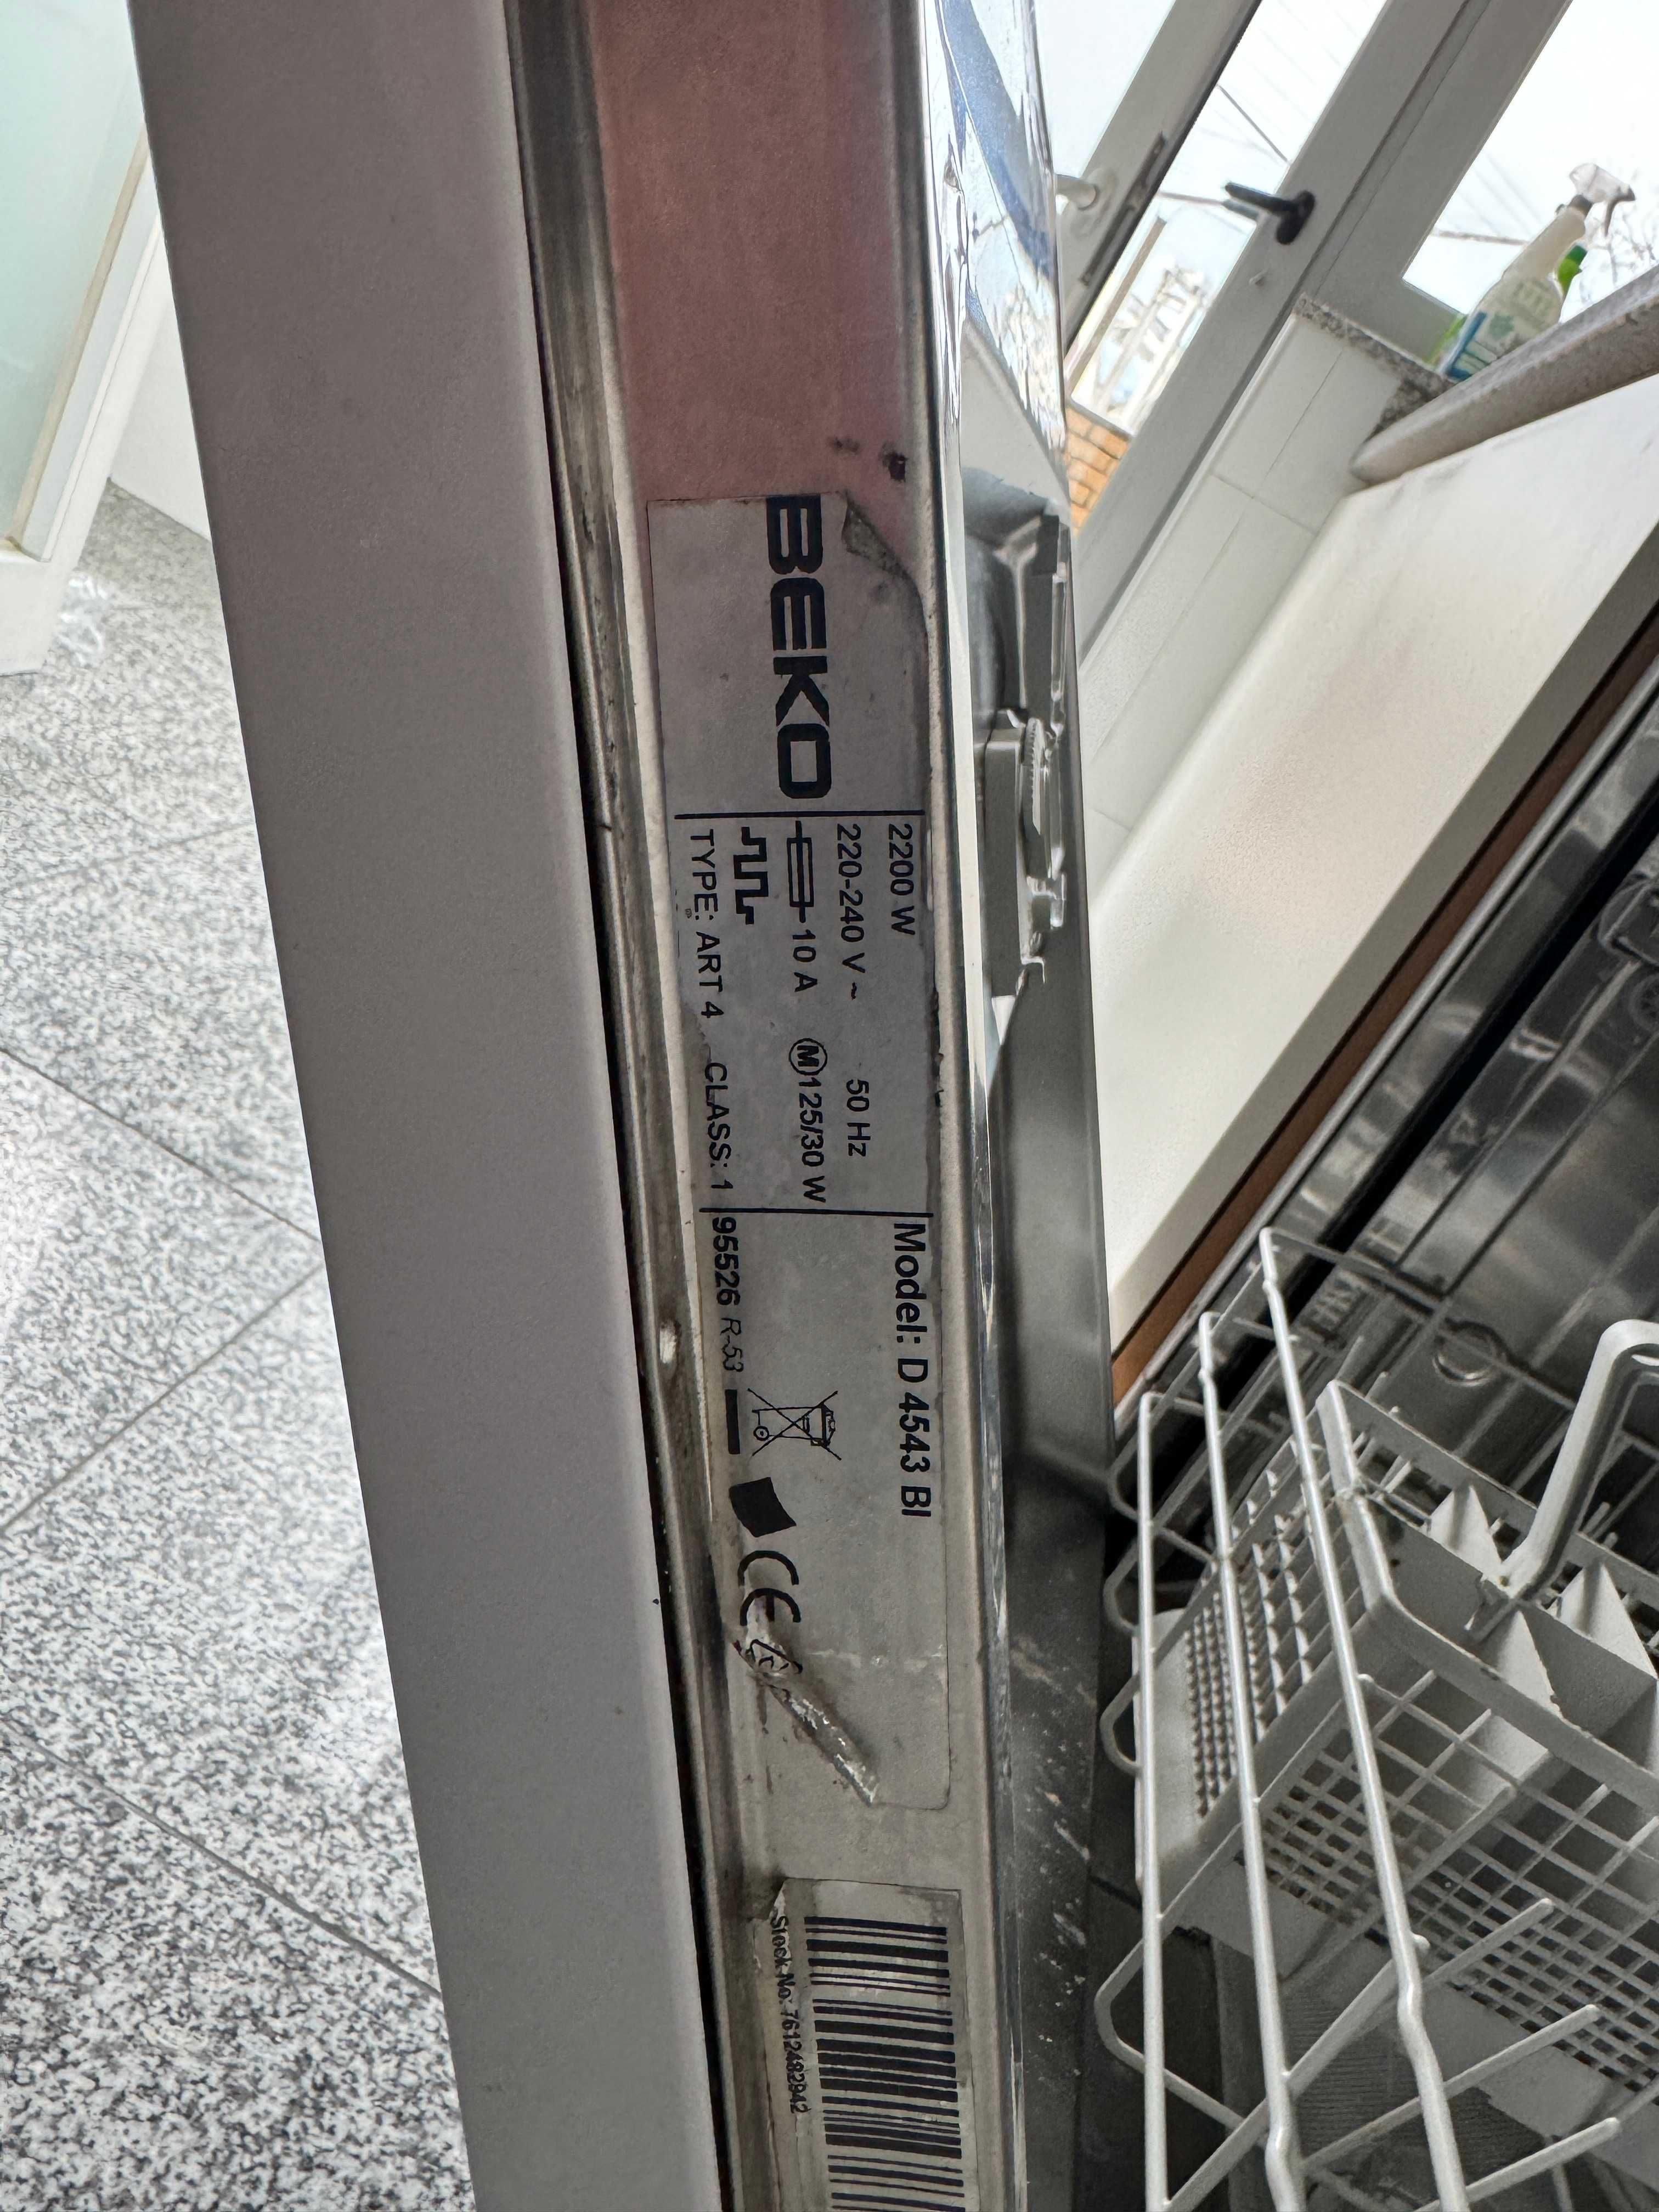 BEKO
2200 W
220-240 V ~ 50 Hz
10 A M 125/30 W
TYPE: ART 4 CLASS: 1
Model: D 4543 BI
95526 R-53
CE
Stock No: 7612482942